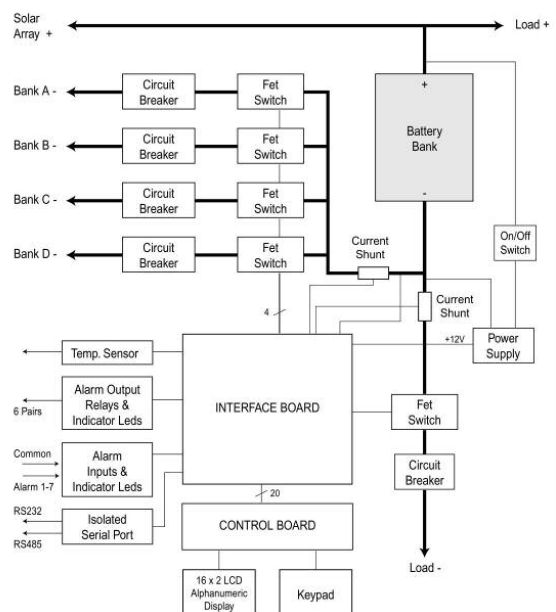 Solar
Array +
Load +
Bank A -
Circuit
Breaker
Fet
Switch
+
Battery
Bank
-
Bank B -
Circuit
Breaker
Fet
Switch
Bank C -
Circuit
Breaker
Fet
Switch
Bank D -
Circuit
Breaker
Fet
Switch
Current
Shunt
On/Off
Switch
Current
Shunt
4
+12V
Power
Supply
Temp. Sensor
INTERFACE BOARD
6 Pairs
Alarm Output
Relays &
Indicator Leds
Fet
Switch
Common
Alarm 1-7
Alarm
Inputs &
Indicator Leds
Circuit
Breaker
RS232
RS485
Isolated
Serial Port
20
CONTROL BOARD
Load -
16 x 2 LCD
Alphanumeric
Display
Keypad